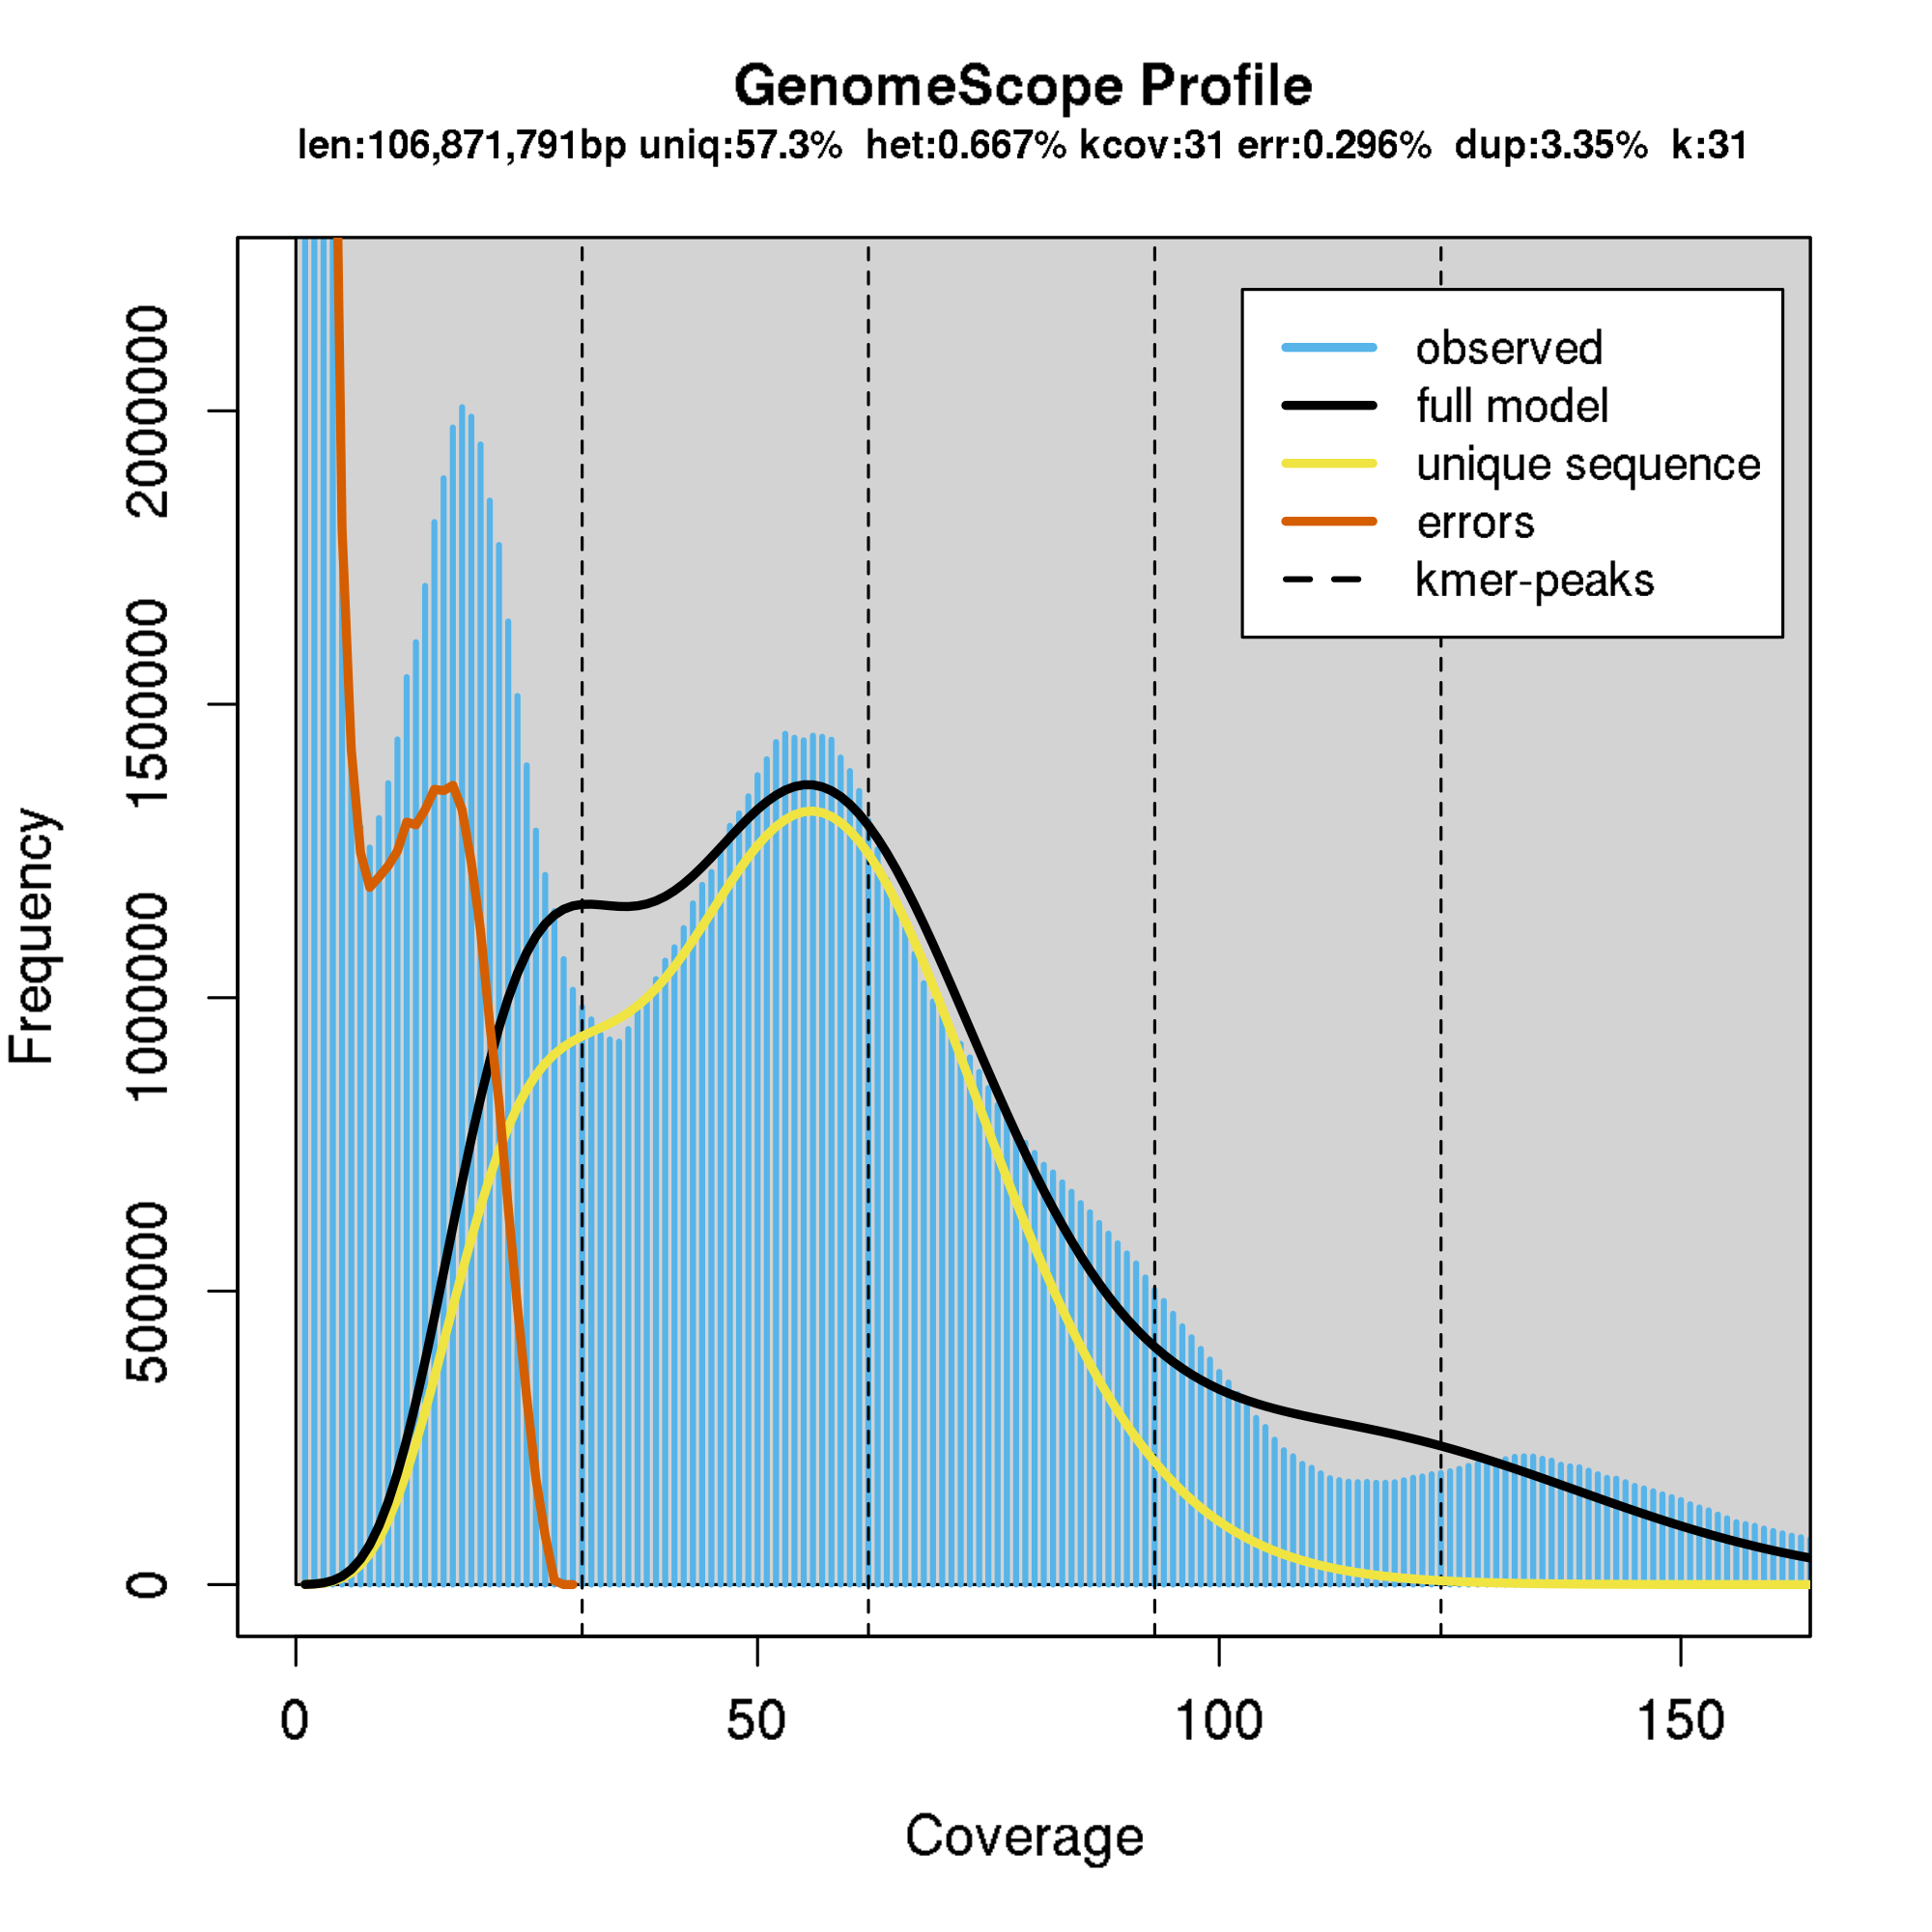 GenomeScope Profile
len:106,871,791bp uniq:57.3% het:0.667% kcov:31 err:0.296% dup:3.35% k:31
observed
full model
unique sequence
errors
kmer-peaks
Frequency
2000000
1500000
1000000
500000
0
0 50 100 150
Coverage